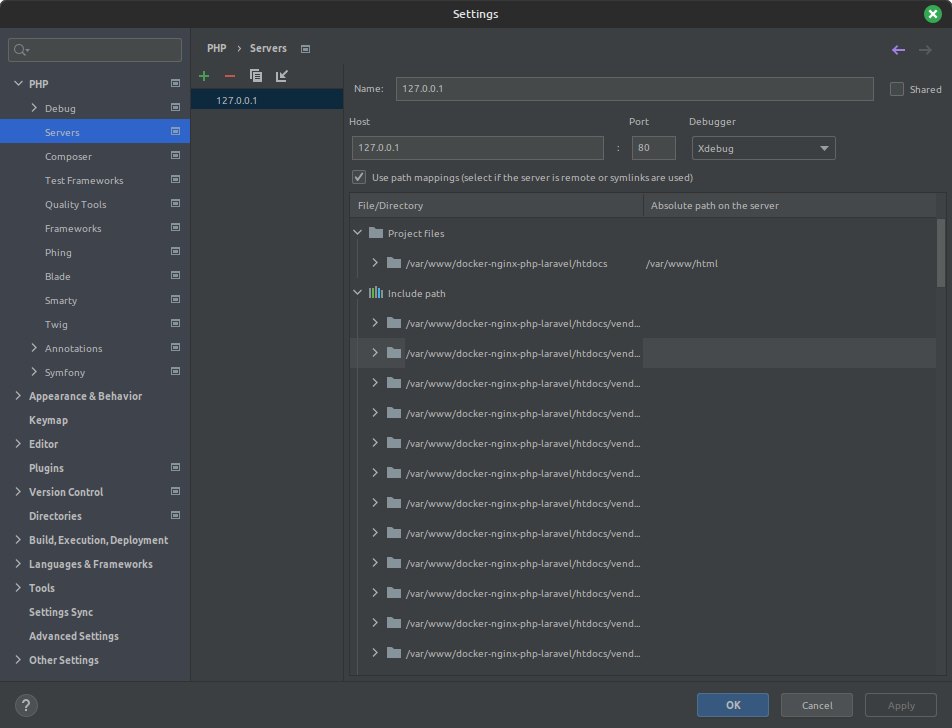 Settings
PHP › Servers
PHP
Debug
Servers
Composer
Test Frameworks
Quality Tools
Frameworks
Phing
Blade
Smarty
Twig
Annotations
Symfony
Appearance & Behavior
Keymap
Editor
Plugins
Version Control
Directories
Build, Execution, Deployment
Languages & Frameworks
Tools
Settings Sync
Advanced Settings
Other Settings
127.0.0.1
Name: 127.0.0.1 Shared
Host Port Debugger
127.0.0.1 : 80 Xdebug
Use path mappings (select if the server is remote or symlinks are used)
File/Directory Absolute path on the server
Project files
/var/www/docker-nginx-php-laravel/htdocs /var/www/html
Include path
/var/www/docker-nginx-php-laravel/htdocs/vend...
/var/www/docker-nginx-php-laravel/htdocs/vend...
/var/www/docker-nginx-php-laravel/htdocs/vend...
/var/www/docker-nginx-php-laravel/htdocs/vend...
/var/www/docker-nginx-php-laravel/htdocs/vend...
/var/www/docker-nginx-php-laravel/htdocs/vend...
/var/www/docker-nginx-php-laravel/htdocs/vend...
/var/www/docker-nginx-php-laravel/htdocs/vend...
/var/www/docker-nginx-php-laravel/htdocs/vend...
/var/www/docker-nginx-php-laravel/htdocs/vend...
/var/www/docker-nginx-php-laravel/htdocs/vend...
/var/www/docker-nginx-php-laravel/htdocs/vend...
? OK Cancel Apply